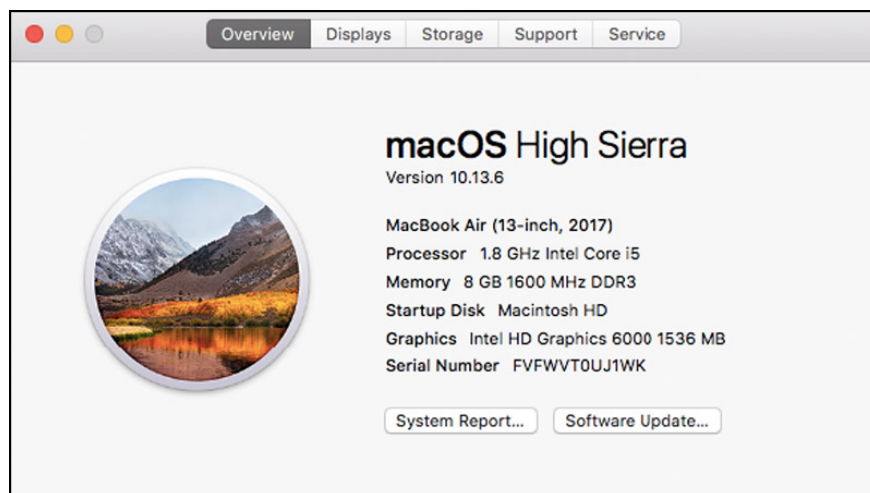 Overview Displays Storage Support Service
macOS High Sierra
Version 10.13.6
MacBook Air (13-inch, 2017)
Processor 1.8 GHz Intel Core i5
Memory 8 GB 1600 MHz DDR3
Startup Disk Macintosh HD
Graphics Intel HD Graphics 6000 1536 MB
Serial Number FVFWVT0UJ1WK
System Report... Software Update...